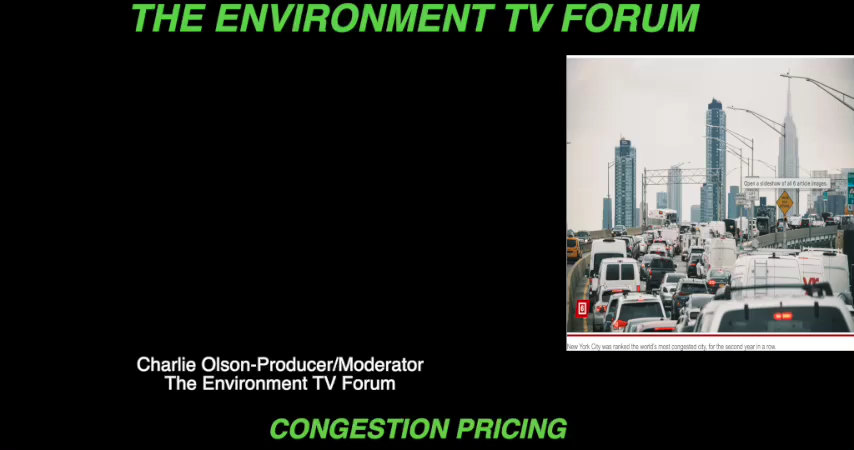 THE ENVIRONMENT TV FORUM
Open a slideshow of all 6 article images.
6
New York City was ranked the world's most congested city, for the second year in a row.
Charlie Olson-Producer/Moderator
The Environment TV Forum
CONGESTION PRICING